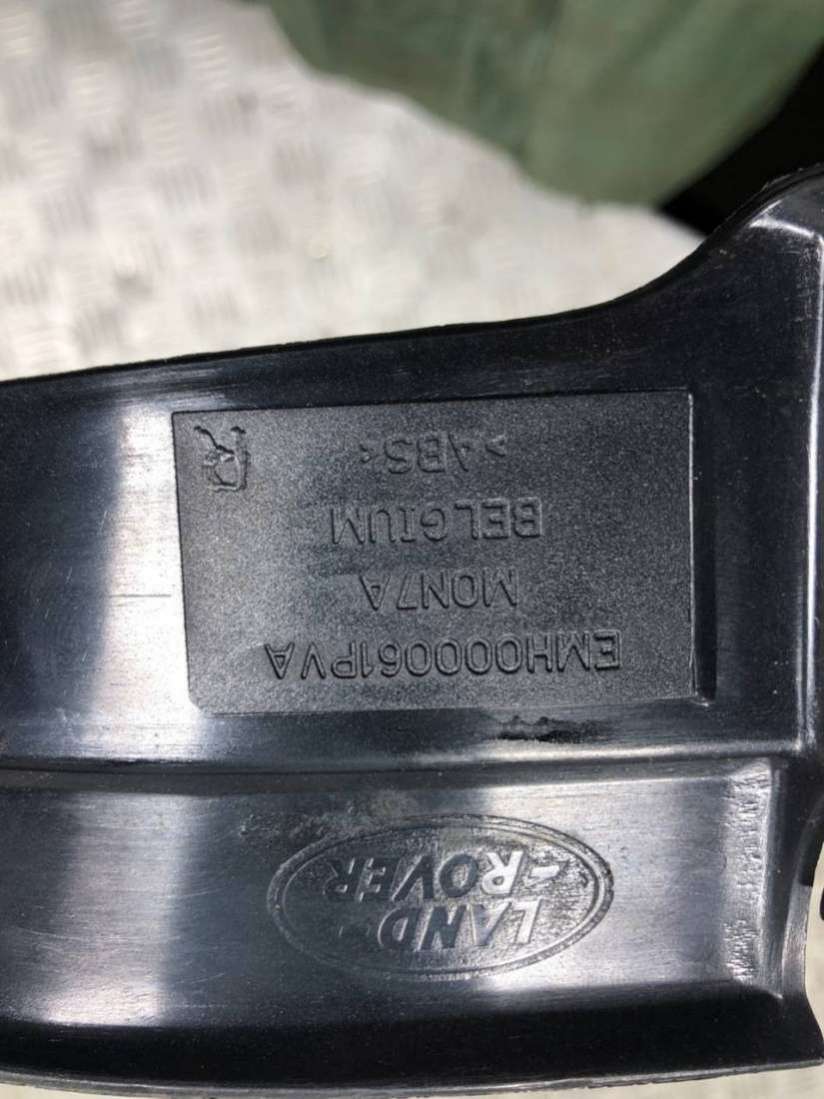 LAND-
-ROVER
EMH000061PVA
MON7A
BELGIUM
>ABS< R